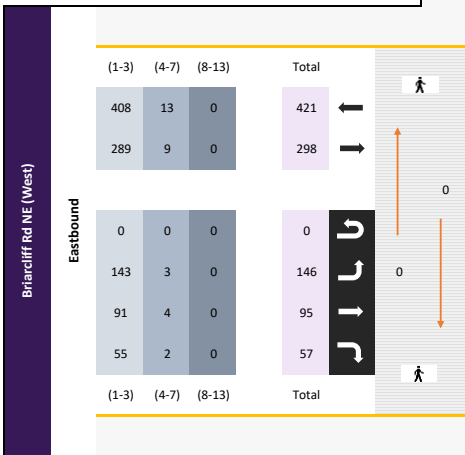 Briarcliff Rd NE (West)
Eastbound
(1-3) (4-7) (8-13) Total
408 13 0 421
289 9 0 298
0
0 0 0 0
143 3 0 146 0
91 4 0 95
55 2 0 57
(1-3) (4-7) (8-13) Total